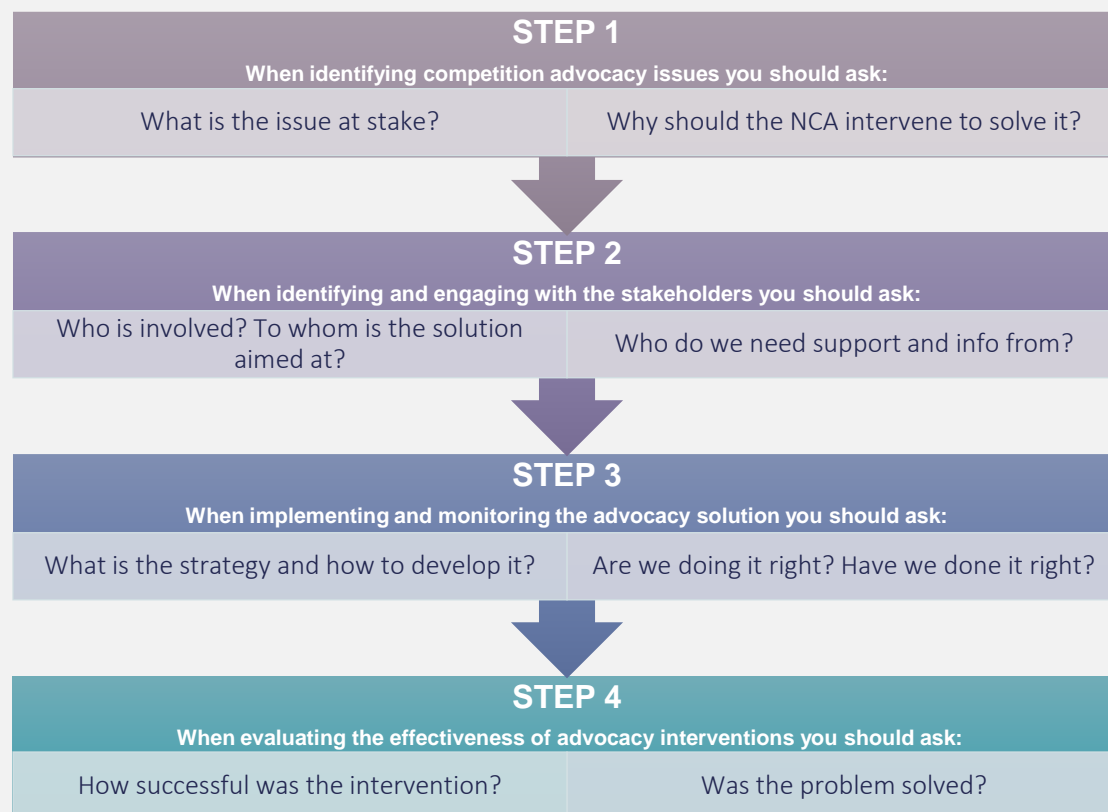 STEP 1
When identifying competition advocacy issues you should ask:
What is the issue at stake?
Why should the NCA intervene to solve it?
STEP 2
When identifying and engaging with the stakeholders you should ask:
Who is involved? To whom is the solution
aimed at?
Who do we need support and info from?
STEP 3
When implementing and monitoring the advocacy solution you should ask:
What is the strategy and how to develop it?
Are we doing it right? Have we done it right?
STEP 4
When evaluating the effectiveness of advocacy interventions you should ask:
How successful was the intervention?
Was the problem solved?